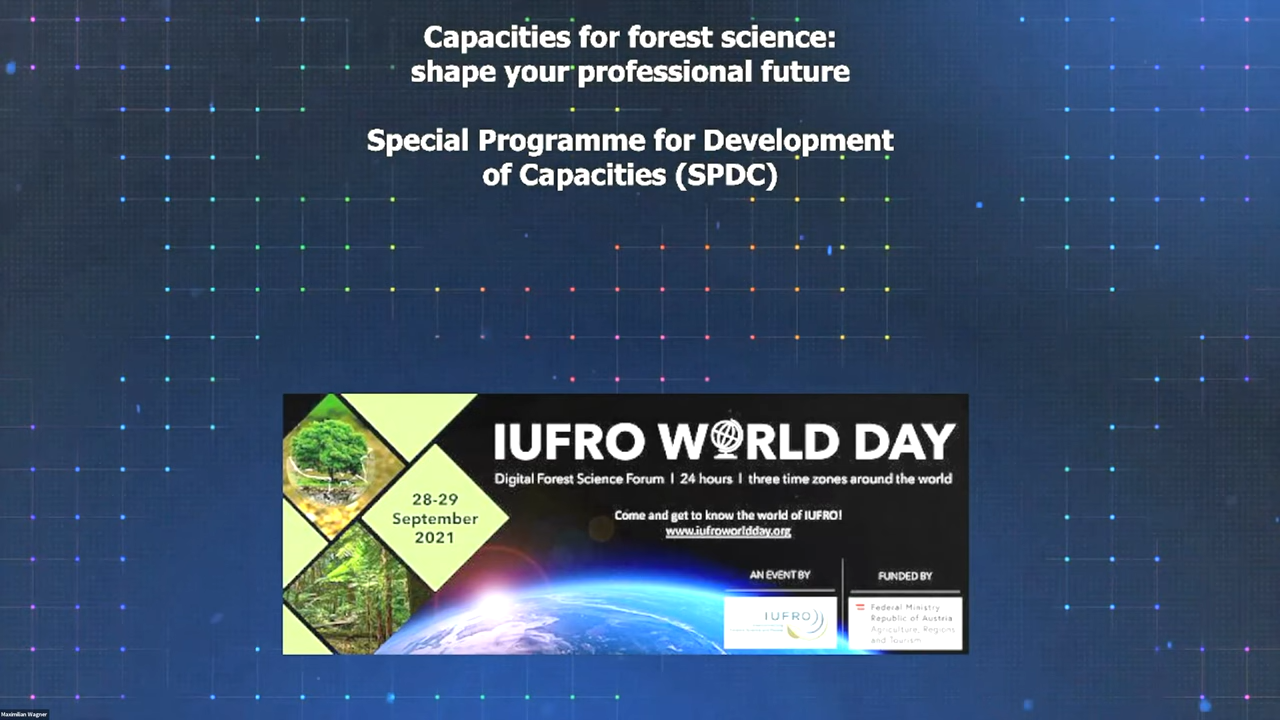 Capacities for forest science:
shape your professional future
Special Programme for Development
of Capacities (SPDC)
IUFRO WORLD DAY
Digital Forest Science Forum | 24 hours | three time zones around the world
28-29
September
2021
Come and get to know the world of IUFRO!
www.iufroworldday.org
AN EVENT BY
FUNDED BY
IUFRO
Federal Ministry
Republic of Austria
Agriculture, Regions
and Tourism
Maximilian Wagner